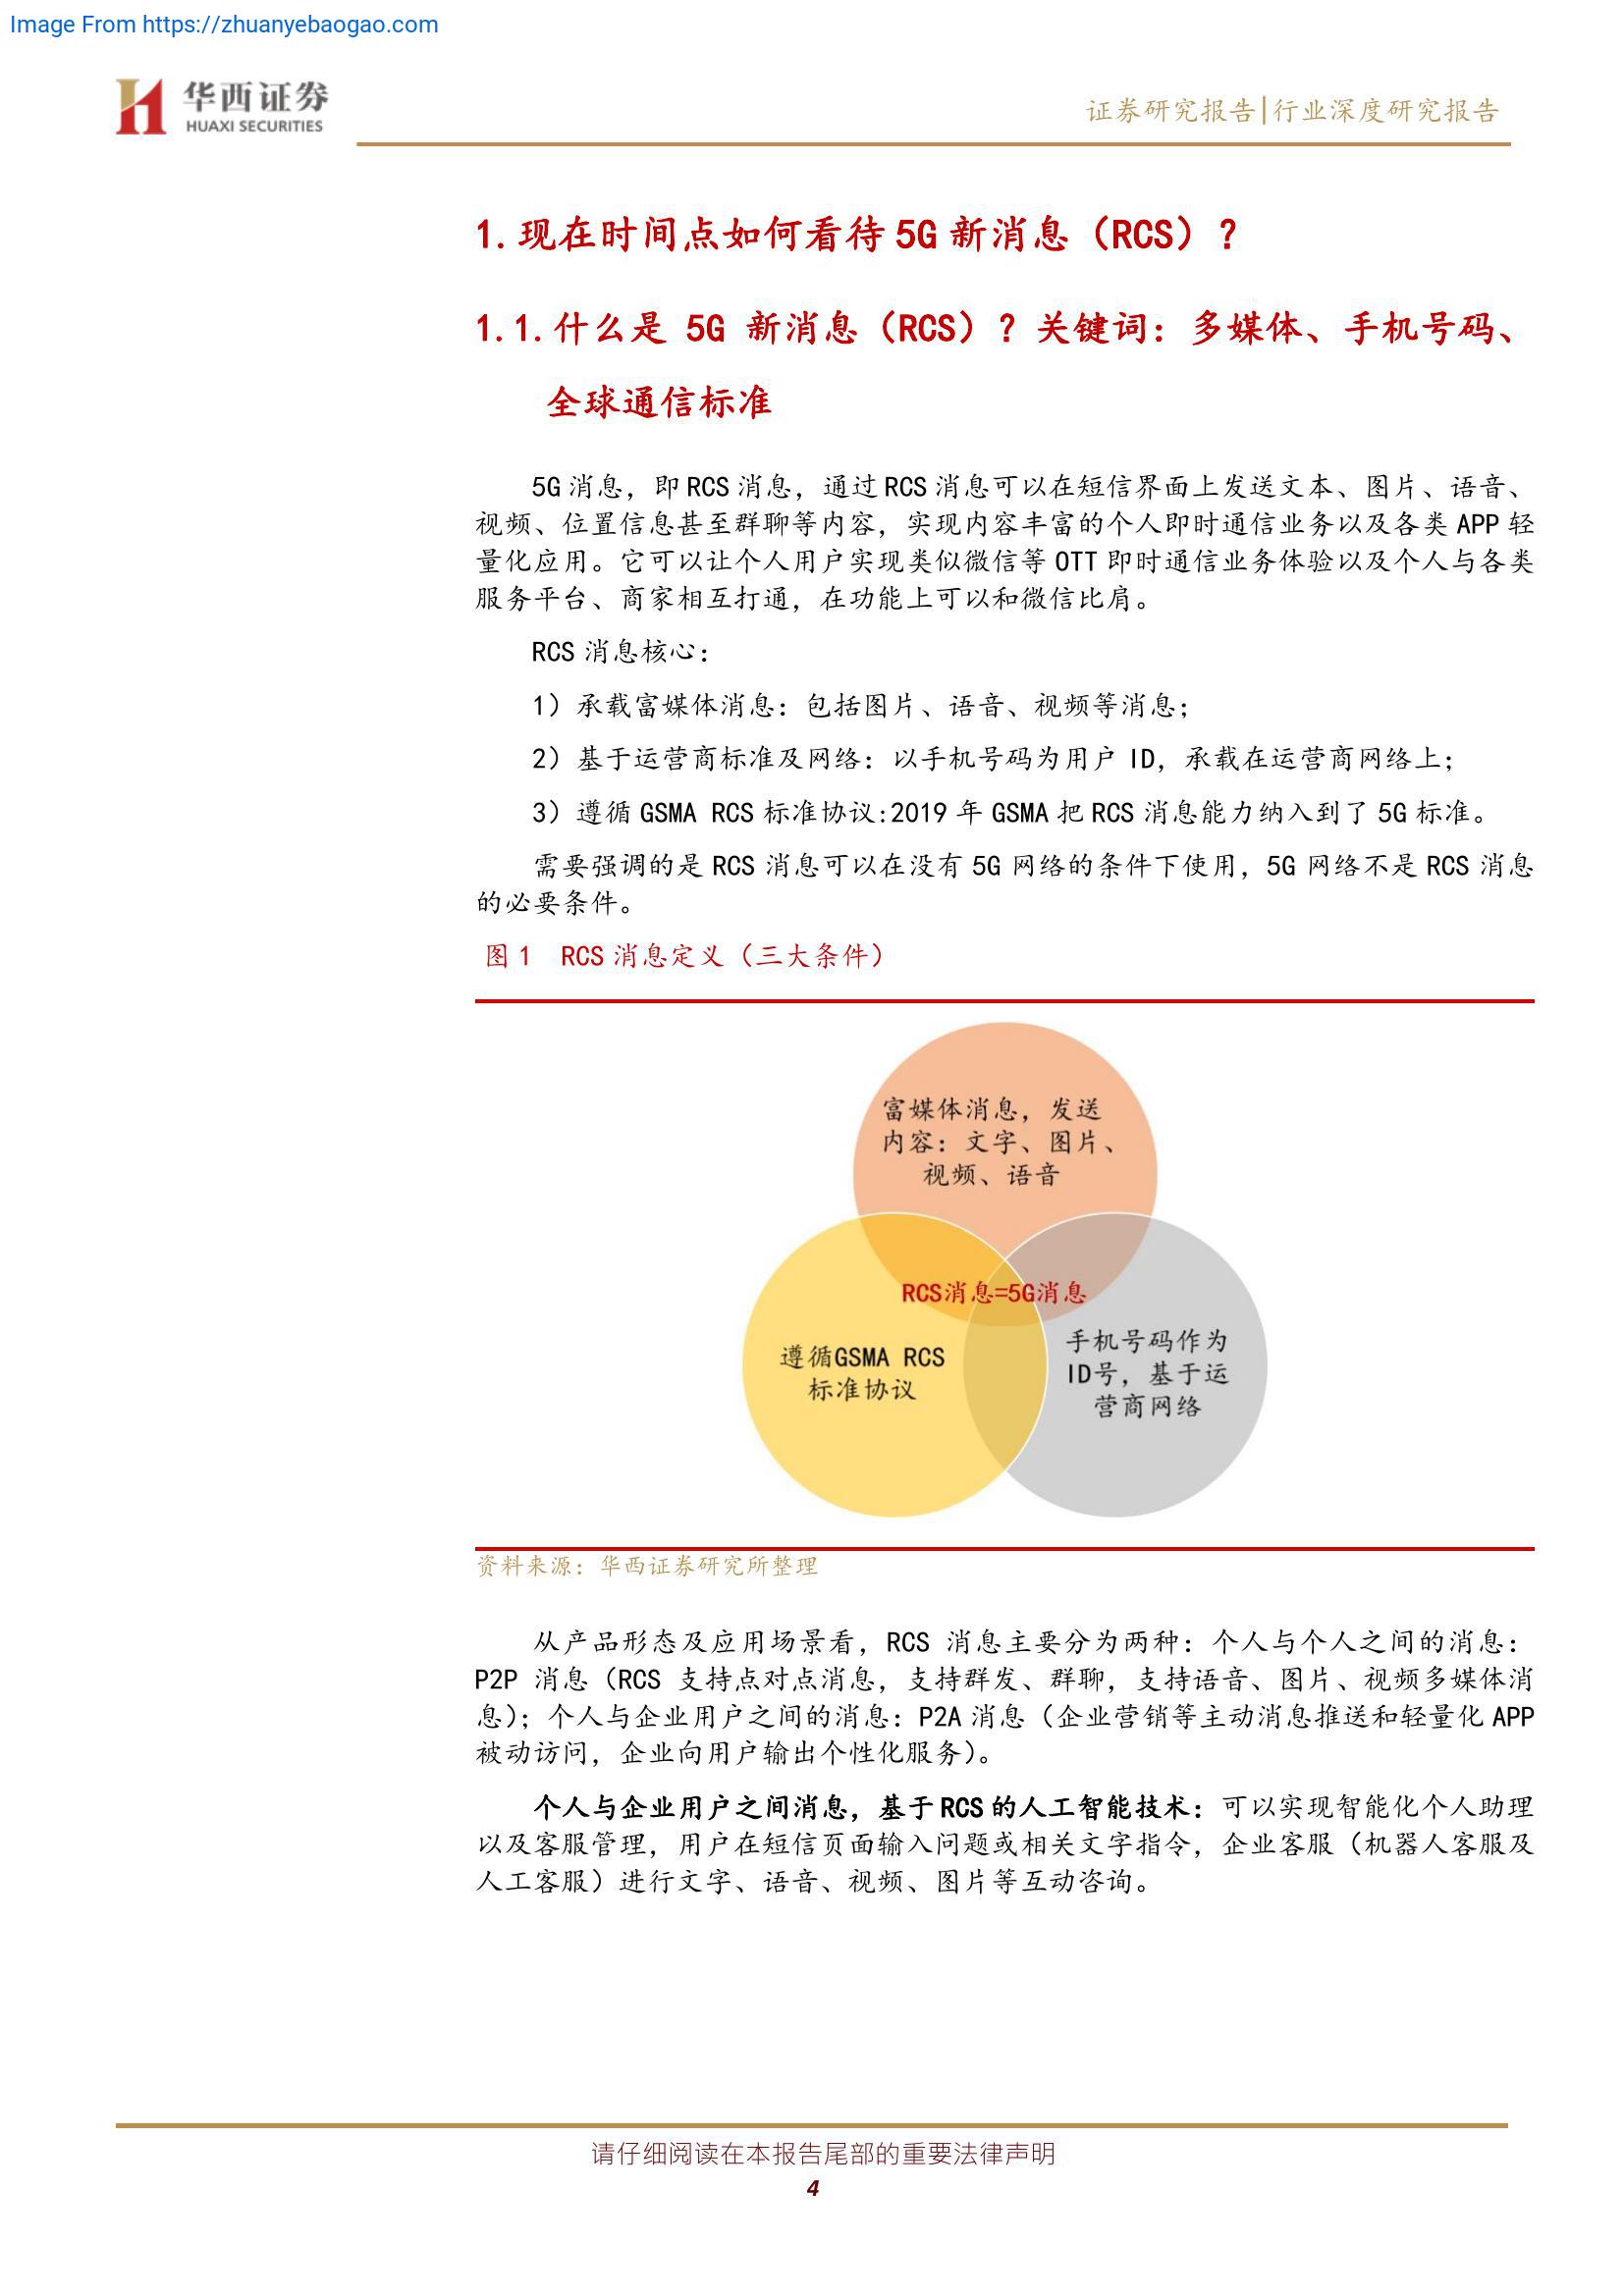 Image From https://zhuanyebaogao.com
华西证券
HUAXI SECURITIES
证券研究报告|行业深度研究报告
1.现在时间点如何看待 5G 新消息（RCS）？
1.1.什么是 5G 新消息（RCS）？关键词：多媒体、手机号码、
全球通信标准
5G 消息，即 RCS 消息，通过 RCS 消息可以在短信界面上发送文本、图片、语音、
视频、位置信息甚至群聊等内容，实现内容丰富的个人即时通信业务以及各类 APP 轻
量化应用。它可以让个人用户实现类似微信等 OTT 即时通信业务体验以及个人与各类
服务平台、商家相互打通，在功能上可以和微信比肩。
RCS 消息核心：
1）承载富媒体消息：包括图片、语音、视频等消息；
2）基于运营商标准及网络：以手机号码为用户 ID，承载在运营商网络上；
3）遵循 GSMA RCS 标准协议:2019 年 GSMA 把 RCS 消息能力纳入到了 5G 标准。
需要强调的是 RCS 消息可以在没有 5G 网络的条件下使用，5G 网络不是 RCS 消息
的必要条件。
图 1 RCS 消息定义（三大条件）
富媒体消息，发送
内容：文字、图片、
视频、语音
RCS消息=5G消息
遵循GSMA RCS
标准协议
手机号码作为
ID号，基于运
营商网络
资料来源：华西证券研究所整理
从产品形态及应用场景看，RCS 消息主要分为两种：个人与个人之间的消息：
P2P 消息（RCS 支持点对点消息，支持群发、群聊，支持语音、图片、视频多媒体消
息）；个人与企业用户之间的消息：P2A 消息（企业营销等主动消息推送和轻量化 APP
被动访问，企业向用户输出个性化服务）。
个人与企业用户之间消息，基于 RCS 的人工智能技术：可以实现智能化个人助理
以及客服管理，用户在短信页面输入问题或相关文字指令，企业客服（机器人客服及
人工客服）进行文字、语音、视频、图片等互动咨询。
请仔细阅读在本报告尾部的重要法律声明
4